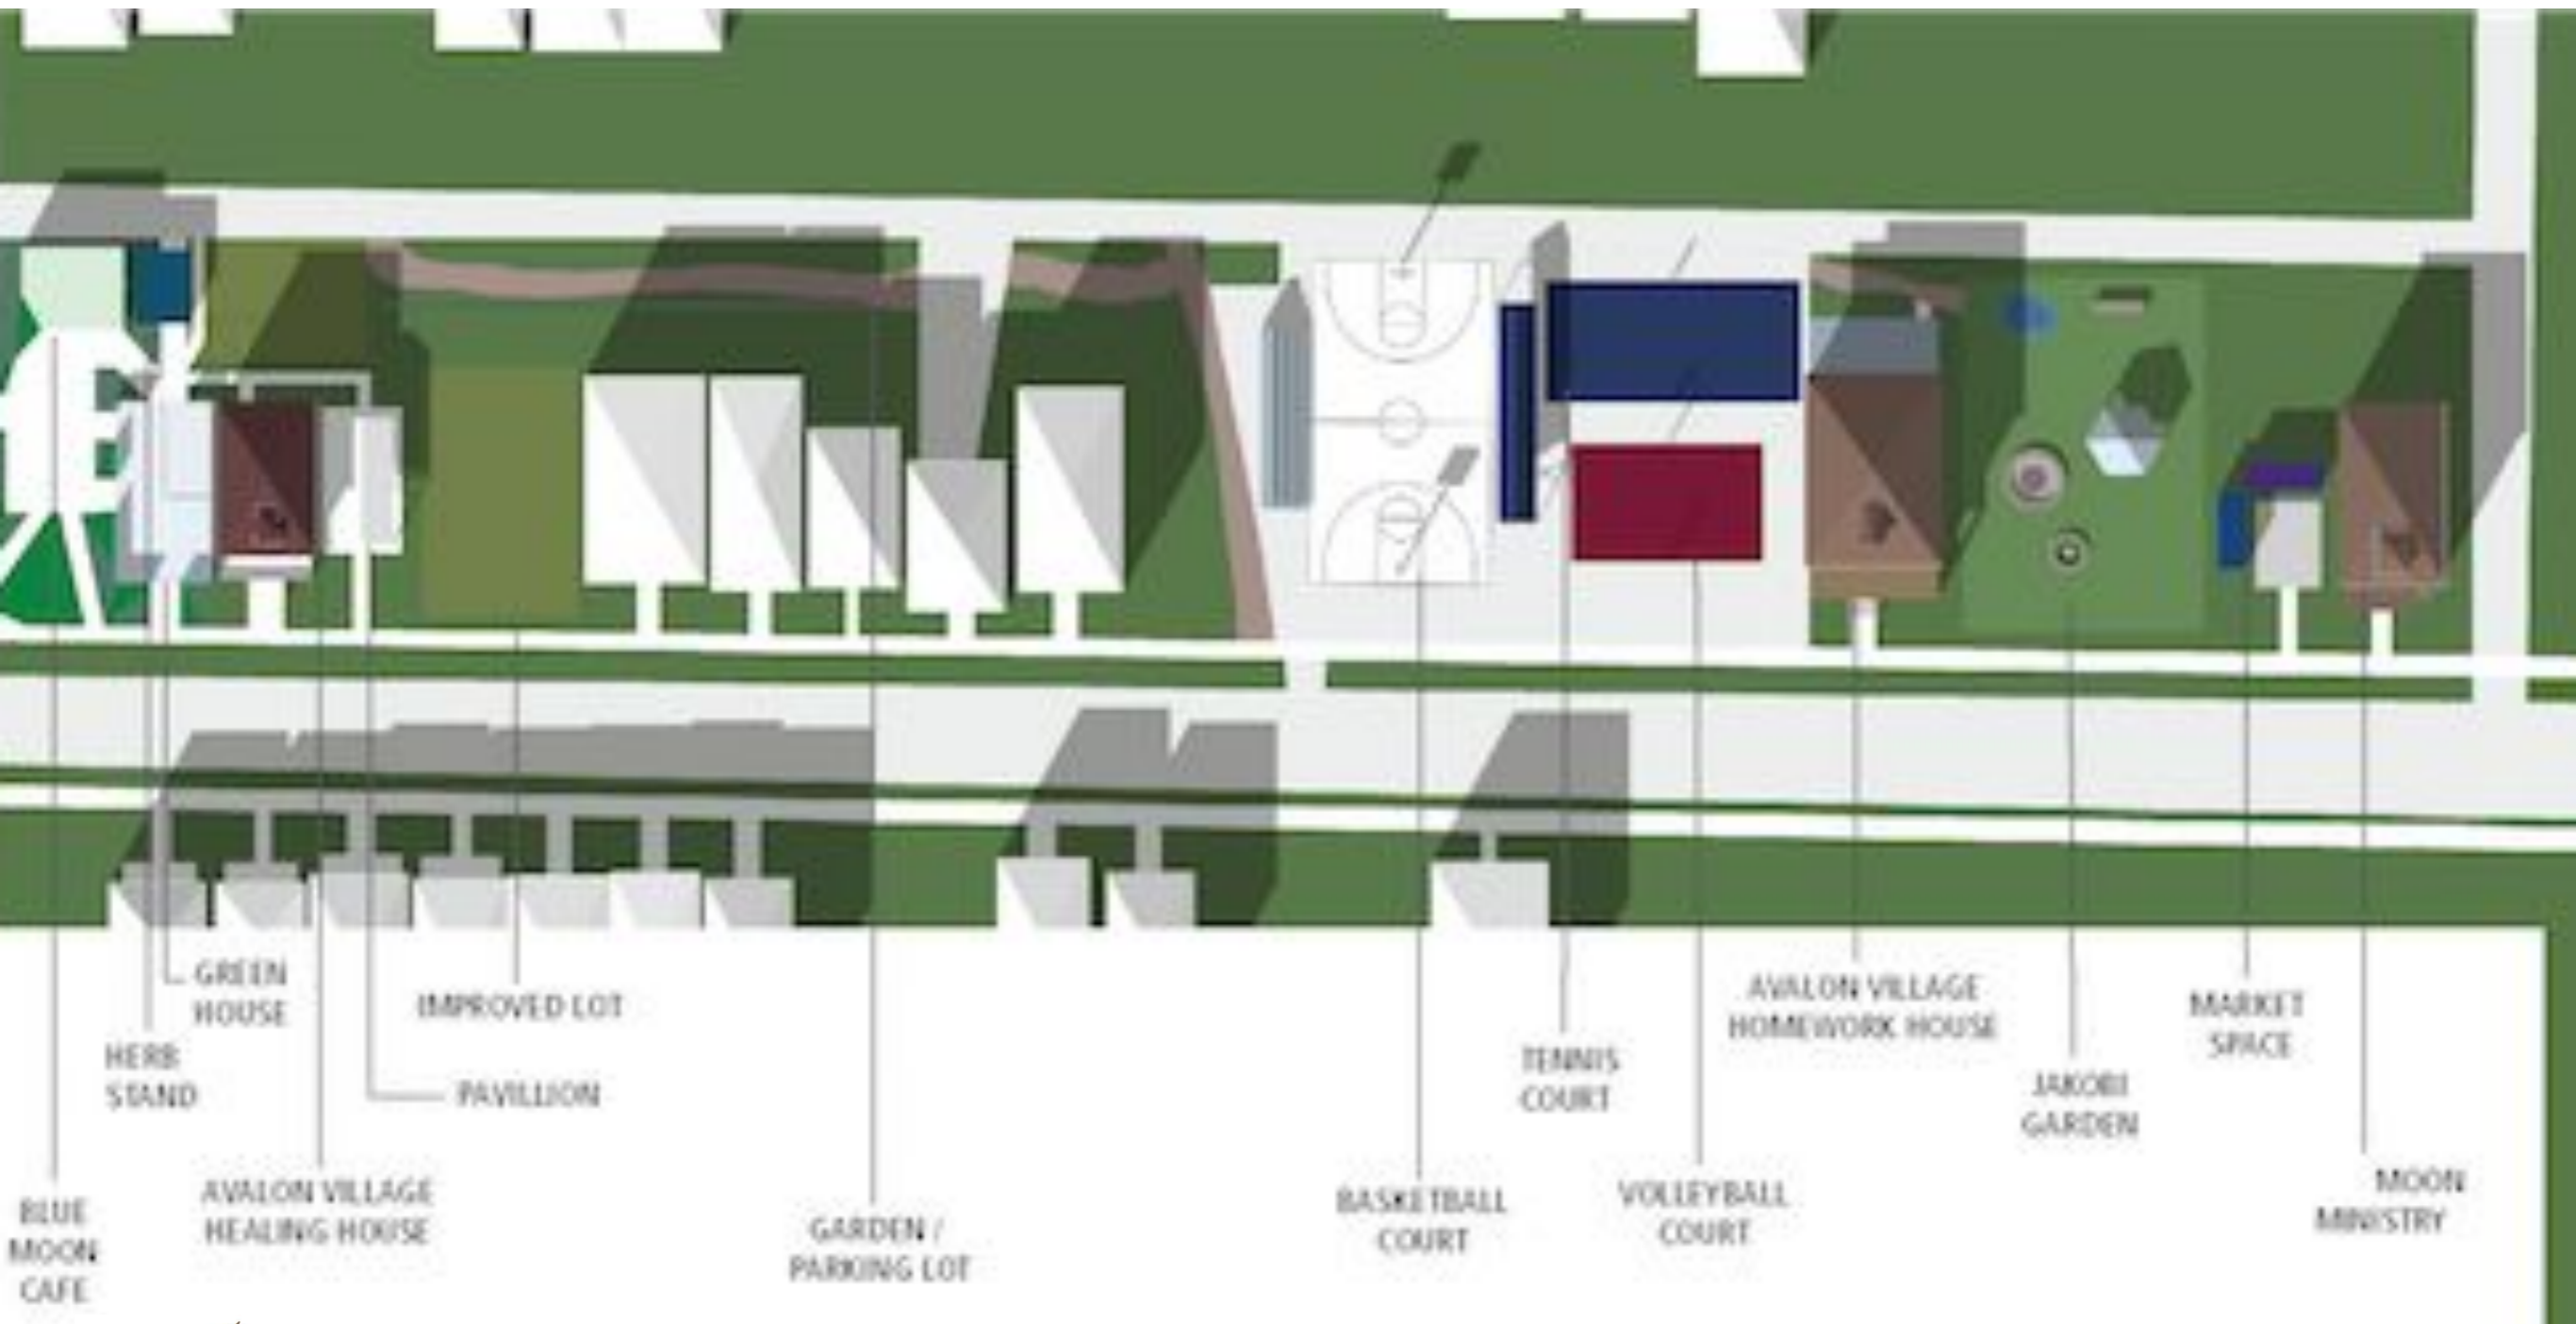 GREEN
HOUSE
HERB
STAND
IMPROVED LOT
PAVILLION
BLUE
MOON
CAFE
AVALON VILLAGE
HEALING HOUSE
GARDEN /
PARKING LOT
BASKETBALL
COURT
TENNIS
COURT
VOLLEYBALL
COURT
AVALON VILLAGE
HOMEWORK HOUSE
JAKOBI
GARDEN
MARKET
SPACE
MOON
MINISTRY